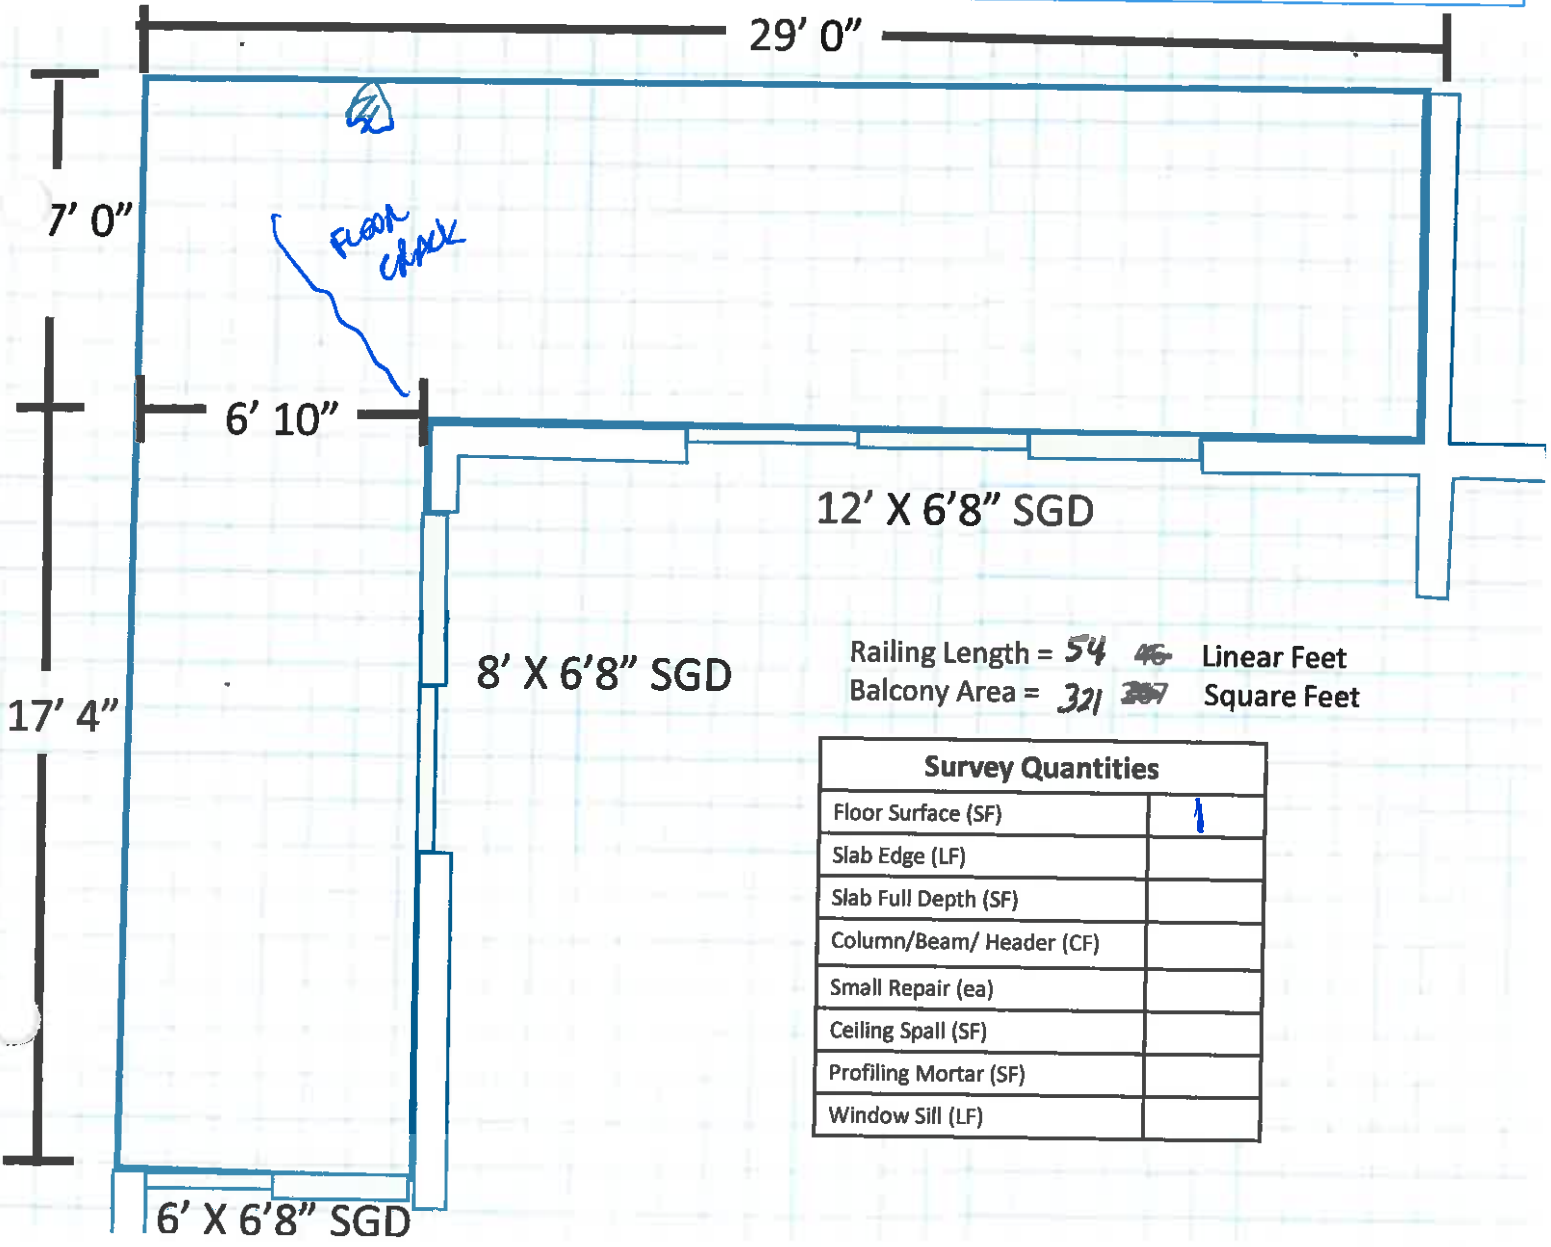 29' 0"
7' 0"
FLOOR
CRACK
6' 10"
12' X 6'8" SGD
8' X 6'8" SGD
17' 4"
Railing Length = 54 46 Linear Feet
Balcony Area = 321 Square Feet
Survey Quantities
Floor Surface (SF) 1
Slab Edge (LF)
Slab Full Depth (SF)
Column/Beam/ Header (CF)
Small Repair (ea)
Ceiling Spall (SF)
Profiling Mortar (SF)
Window Sill (LF)
6' X 6'8" SGD